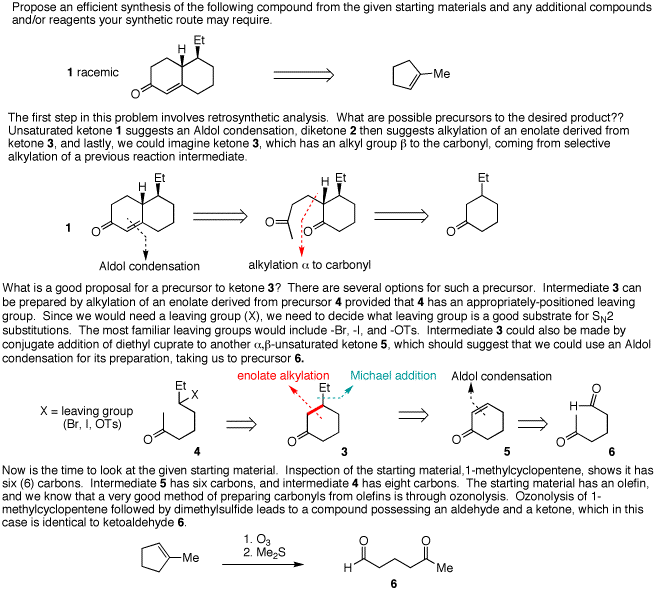 Propose an efficient synthesis of the following compound from the given starting materials and any additional compounds
and/or reagents your synthetic route may require.
Et
H
1 racemic
Me
O
The first step in this problem involves retrosynthetic analysis. What are possible precursors to the desired product??
Unsaturated ketone 1 suggests an Aldol condensation, diketone 2 then suggests alkylation of an enolate derived from
ketone 3, and lastly, we could imagine ketone 3, which has an alkyl group β to the carbonyl, coming from selective
alkylation of a previous reaction intermediate.
Et
H
H
Et
Et
1
O
O
O
O
Aldol condensation
alkylation α to carbonyl
What is a good proposal for a precursor to ketone 3? There are several options for such a precursor. Intermediate 3 can
be prepared by alkylation of an enolate derived from precursor 4 provided that 4 has an appropriately-positioned leaving
group. Since we would need a leaving group (X), we need to decide what leaving group is a good substrate for SN2
substitutions. The most familiar leaving groups would include -Br, -I, and -OTs. Intermediate 3 could also be made by
conjugate addition of diethyl cuprate to another α,β-unsaturated ketone 5, which should suggest that we could use an Aldol
condensation for its preparation, taking us to precursor 6.
enolate alkylation
Michael addition
Aldol condensation
Et
X
Et
O
X = leaving group
(Br, I, OTs)
H
O
O
O
O
4
3
5
6
Now is the time to look at the given starting material. Inspection of the starting material,1-methylcyclopentene, shows it has
six (6) carbons. Intermediate 5 has six carbons, and intermediate 4 has eight carbons. The starting material has an olefin,
and we know that a very good method of preparing carbonyls from olefins is through ozonolysis. Ozonolysis of 1-
methylcyclopentene followed by dimethylsulfide leads to a compound possessing an aldehyde and a ketone, which in this
case is identical to ketoaldehyde 6.
Me
1. O3
2. Me2S
O
O
H
Me
6